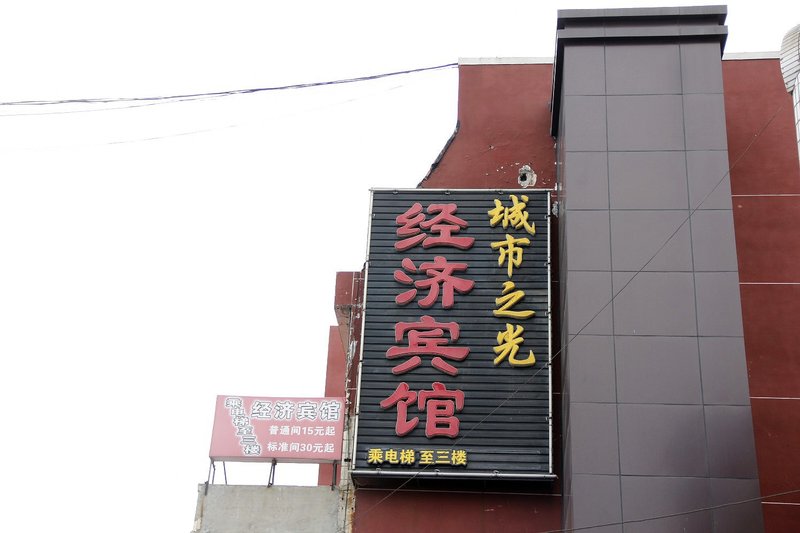 城市之光
经济宾馆
乘电梯 至三楼
乘电梯至三楼
经济宾馆
普通间15元起
标准间30元起